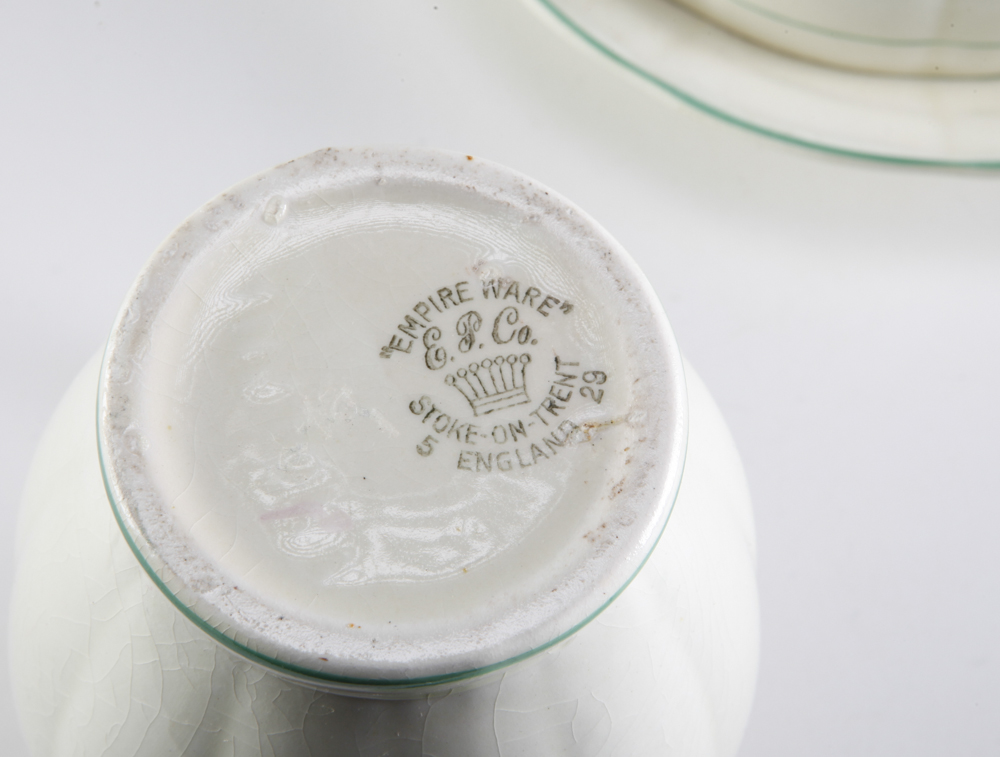 "EMPIRE WARE"
E. P. Co.
STOKE-ON-TRENT
5 ENGLAND 29